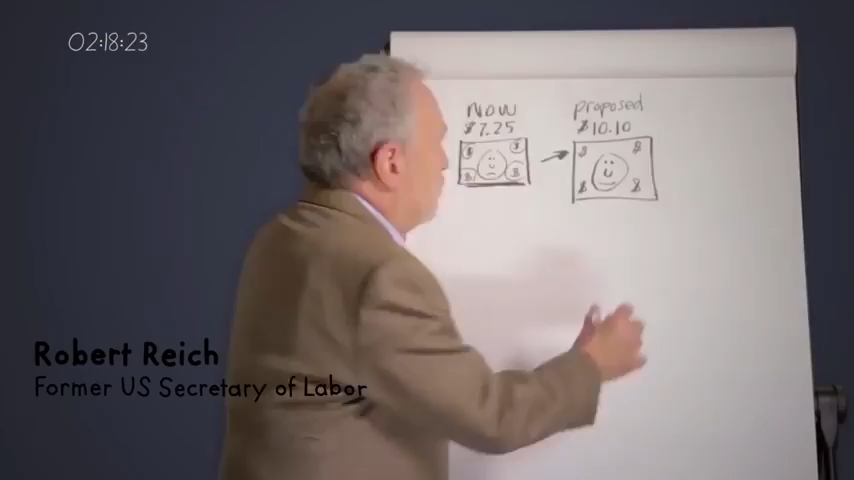 02:18:23
NOW
$7.25
$ $
$ $
proposed
$10.10
$ $
$ $
Robert Reich
Former US Secretary of Labor